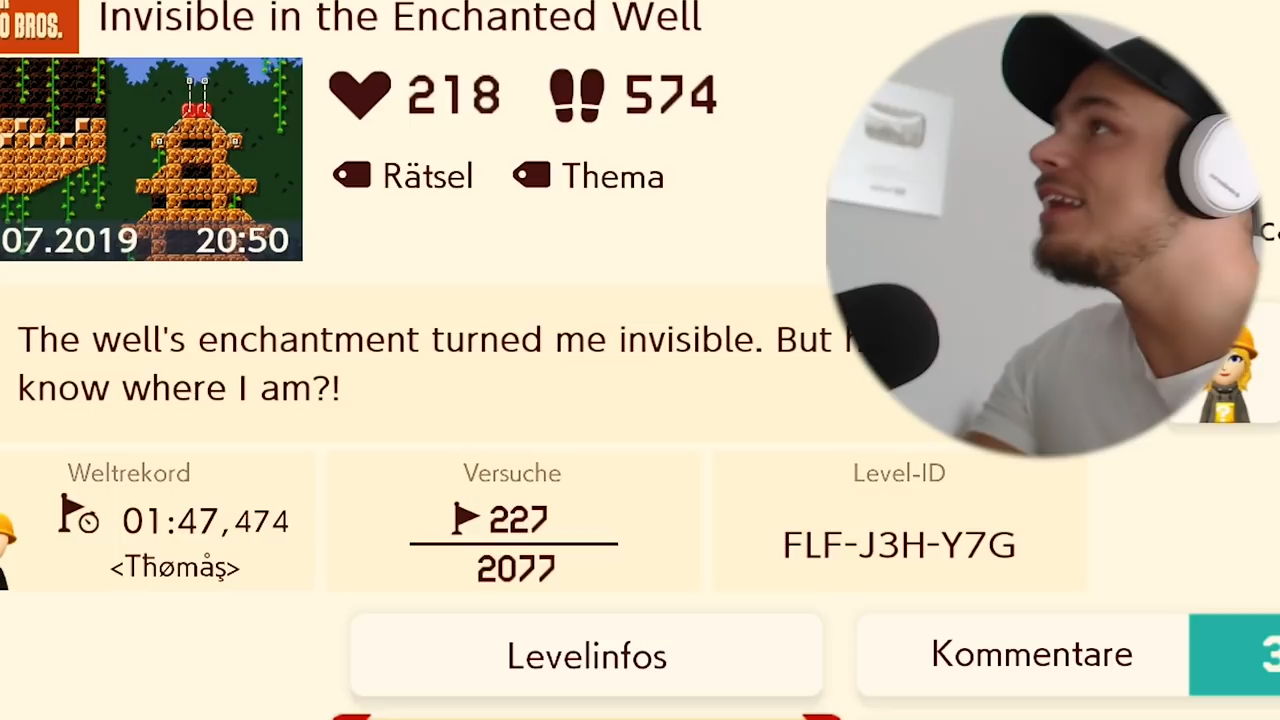 Invisible in the Enchanted Well
BROS.
218 574
Rätsel Thema
07.2019 20:50
The well's enchantment turned me invisible. But
know where I am?!
Weltrekord Versuche Level-ID
01:47,474 227 FLF-J3H-Y7G
<Tħømåş> 2077
Levelinfos Kommentare 3